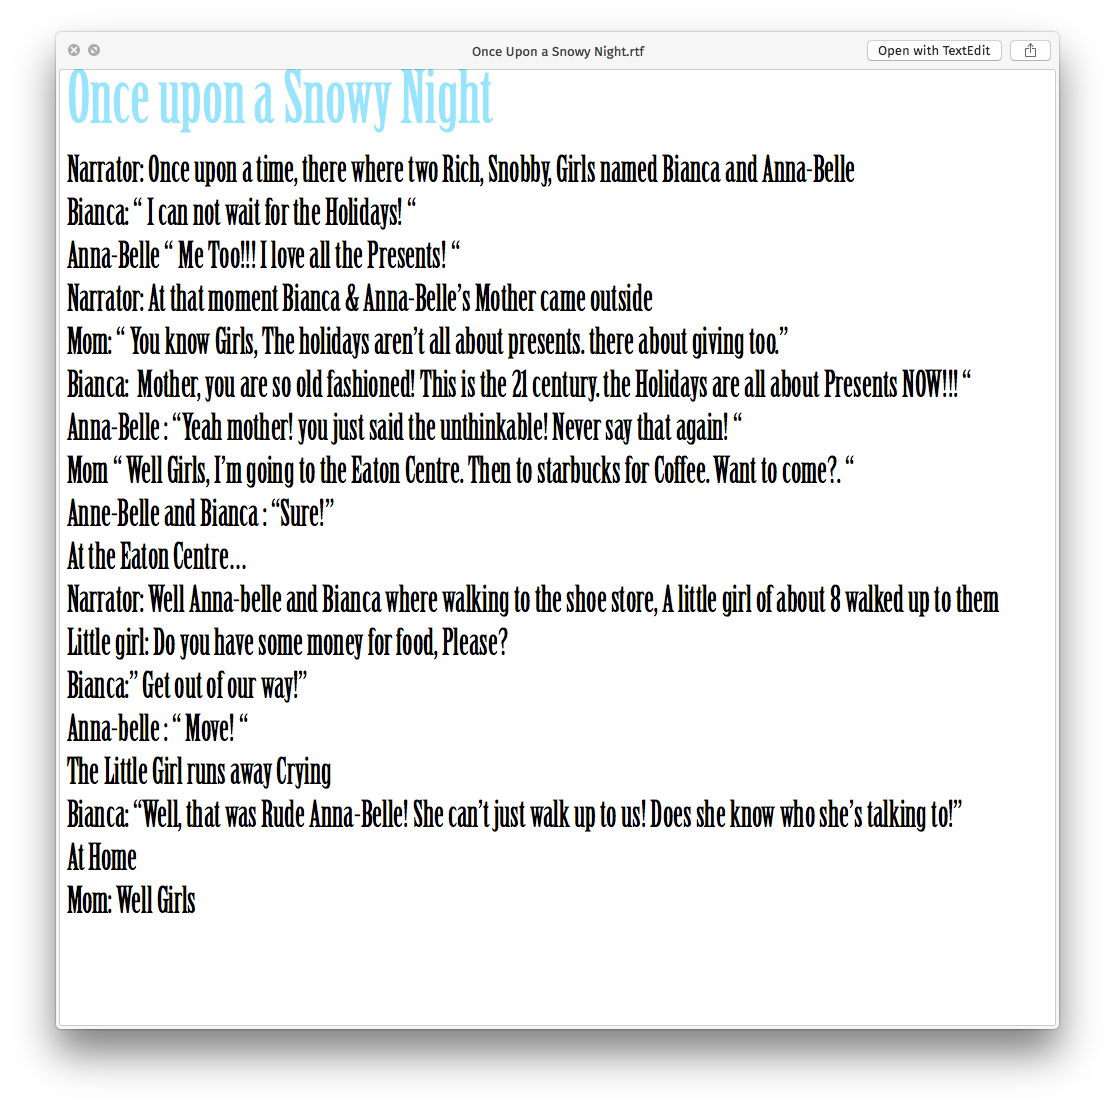 Once Upon a Snowy Night.rtf
Open with TextEdit
Once upon a Snowy Night
Narrator: Once upon a time, there where two Rich, Snobby, Girls named Bianca and Anna-Belle
Bianca: “ I can not wait for the Holidays! “
Anna-Belle “ Me Too!!! I love all the Presents! “
Narrator: At that moment Bianca & Anna-Belle’s Mother came outside
Mom: “ You know Girls, The holidays aren’t all about presents. there about giving too.”
Bianca:  Mother, you are so old fashioned! This is the 21 century. the Holidays are all about Presents NOW!!! “
Anna-Belle : “Yeah mother! you just said the unthinkable! Never say that again! “
Mom “ Well Girls, I’m going to the Eaton Centre. Then to starbucks for Coffee. Want to come?. “
Anne-Belle and Bianca : “Sure!”
At the Eaton Centre...
Narrator: Well Anna-belle and Bianca where walking to the shoe store, A little girl of about 8 walked up to them
Little girl: Do you have some money for food, Please?
Bianca:” Get out of our way!”
Anna-belle : “ Move! “
The Little Girl runs away Crying
Bianca: “Well, that was Rude Anna-Belle! She can’t just walk up to us! Does she know who she’s talking to!”
At Home
Mom: Well Girls